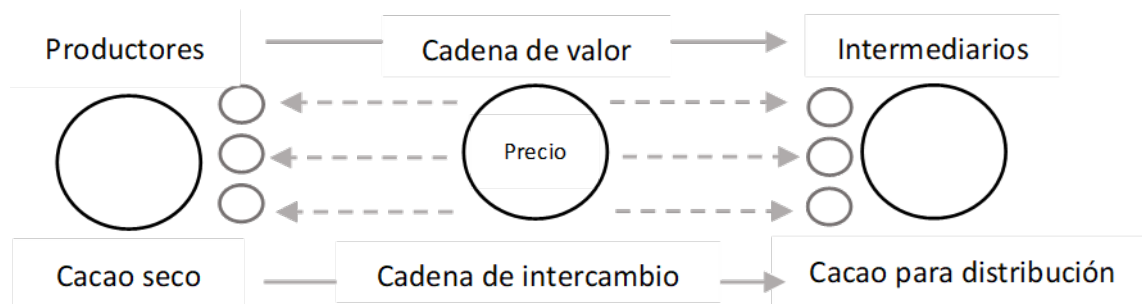 Productores Cadena de valor Intermediarios
Precio
Cacao seco Cadena de intercambio Cacao para distribución